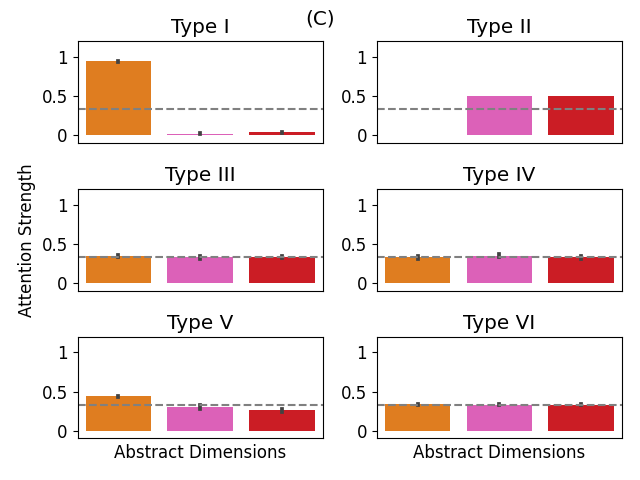 (C)
Type I
Type II
1
0.5
0
1
0.5
0
Type III
Type IV
Attention Strength
1
0.5
0
1
0.5
0
Type V
Type VI
1
0.5
0
1
0.5
0
Abstract Dimensions
Abstract Dimensions